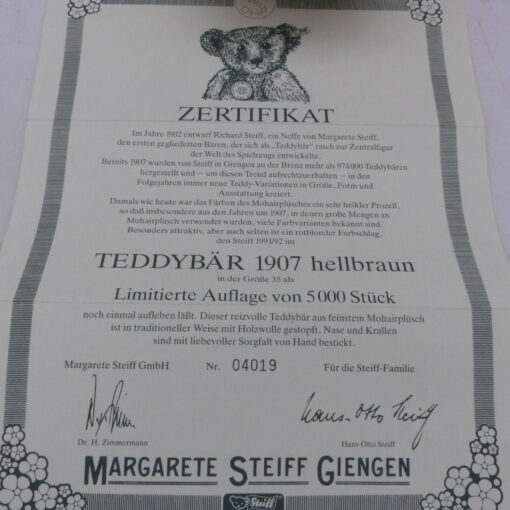 ZERTIFIKAT
Im Jahre 1902 entwarf Richard Steiff, ein Neffe von Margarete Steiff,
den ersten gegliederten Bären, der sich als „Teddybär" rasch zur Zentralfigur
der Welt des Spielzeugs entwickelte.
Bereits 1907 wurden von Steiff in Giengen an der Brenz mehr als 974000 Teddybären
hergestellt und – um diesen Trend aufrechtzuerhalten – in den
Folgejahren immer neue Teddy-Variationen in Größe, Form und
Ausstattung kreiert.
Damals wie heute war das Färben des Mohairplüsches ein sehr heikler Prozeß,
so daß insbesondere aus den Jahren um 1907, in denen große Mengen an
Mohairplüsch verwendet wurden, viele Farbvarianten bekannt sind.
Besonders attraktiv, aber auch selten ist ein rotblonder Farbschlag,
den Steiff 1991/92 im
TEDDYBÄR 1907 hellbraun
in der Größe 35 als
Limitierte Auflage von 5000 Stück
noch einmal aufleben läßt. Dieser reizvolle Teddybär aus feinstem Mohairplüsch
ist in traditioneller Weise mit Holzwolle gestopft, Nase und Krallen
sind mit liebevoller Sorgfalt von Hand bestickt.
Margarete Steiff GmbH Nr. 04019 Für die Steiff-Familie
Hans-Otto Steiff
Dr. H. Zimmermann Hans-Otto Steiff
MARGARETE STEIFF GIENGEN
Steiff